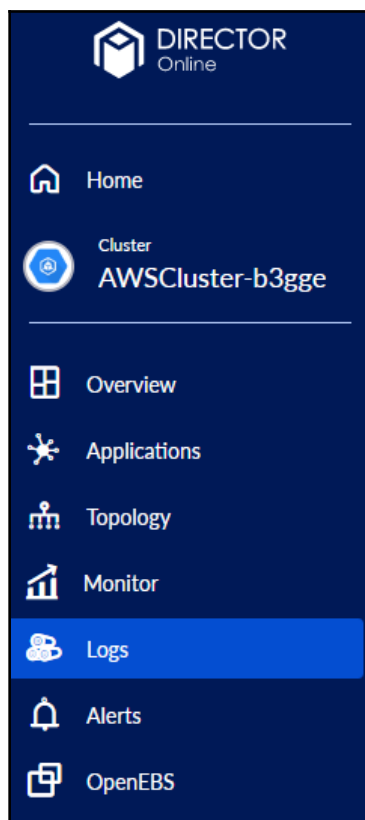 DIRECTOR
Online
Home
Cluster
AWSCluster-b3gge
Overview
Applications
Topology
Monitor
Logs
Alerts
OpenEBS